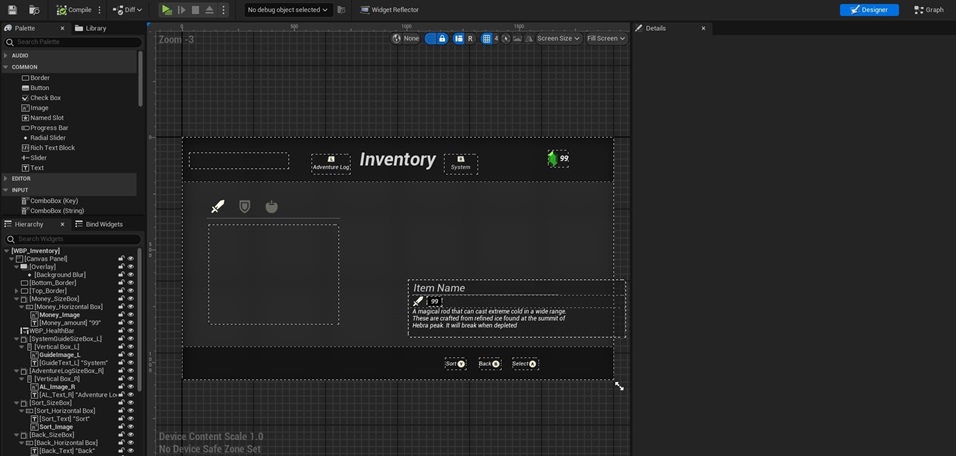 Compile
Diff
No debug object selected
Widget Reflector
Designer
Graph
Palette
Library
Search Palette
AUDIO
COMMON
Border
Button
Check Box
Image
Named Slot
Progress Bar
Radial Slider
Rich Text Block
Slider
Text
EDITOR
INPUT
ComboBox (Key)
ComboBox (String)
Hierarchy
Bind Widgets
Search Widgets
[WBP_Inventory]
[Canvas Panel]
[Overlay]
[Background Blur]
[Bottom_Border]
[Top_Border]
[Money_SizeBox]
[Money_Horizontal Box]
Money_Image
[Money_amount] "99"
WBP_HealthBar
[SystemGuideSizeBox_L]
[Vertical Box_L]
GuideImage_L
[GuideText_L] "System"
[AdventureLogSizeBox_R]
[Vertical Box_R]
AL_Image_R
[AL_Text_R] "Adventure Lo
[Sort_SizeBox]
[Sort_Horizontal Box]
[Sort_Text] "Sort"
Sort_Image
[Back_SizeBox]
[Back_Horizontal Box]
[Back_Text] "Back"
Zoom -3
500
1000
1500
None
R
4
Screen Size
Fill Screen
Adventure Log
Inventory
System
99
Item Name
99
A magical rod that can cast extreme cold in a wide range.
These are crafted from refined ice found at the summit of
Hebra peak. It will break when depleted
Sort
Back
Select
Device Content Scale 1.0
No Device Safe Zone Set
Details